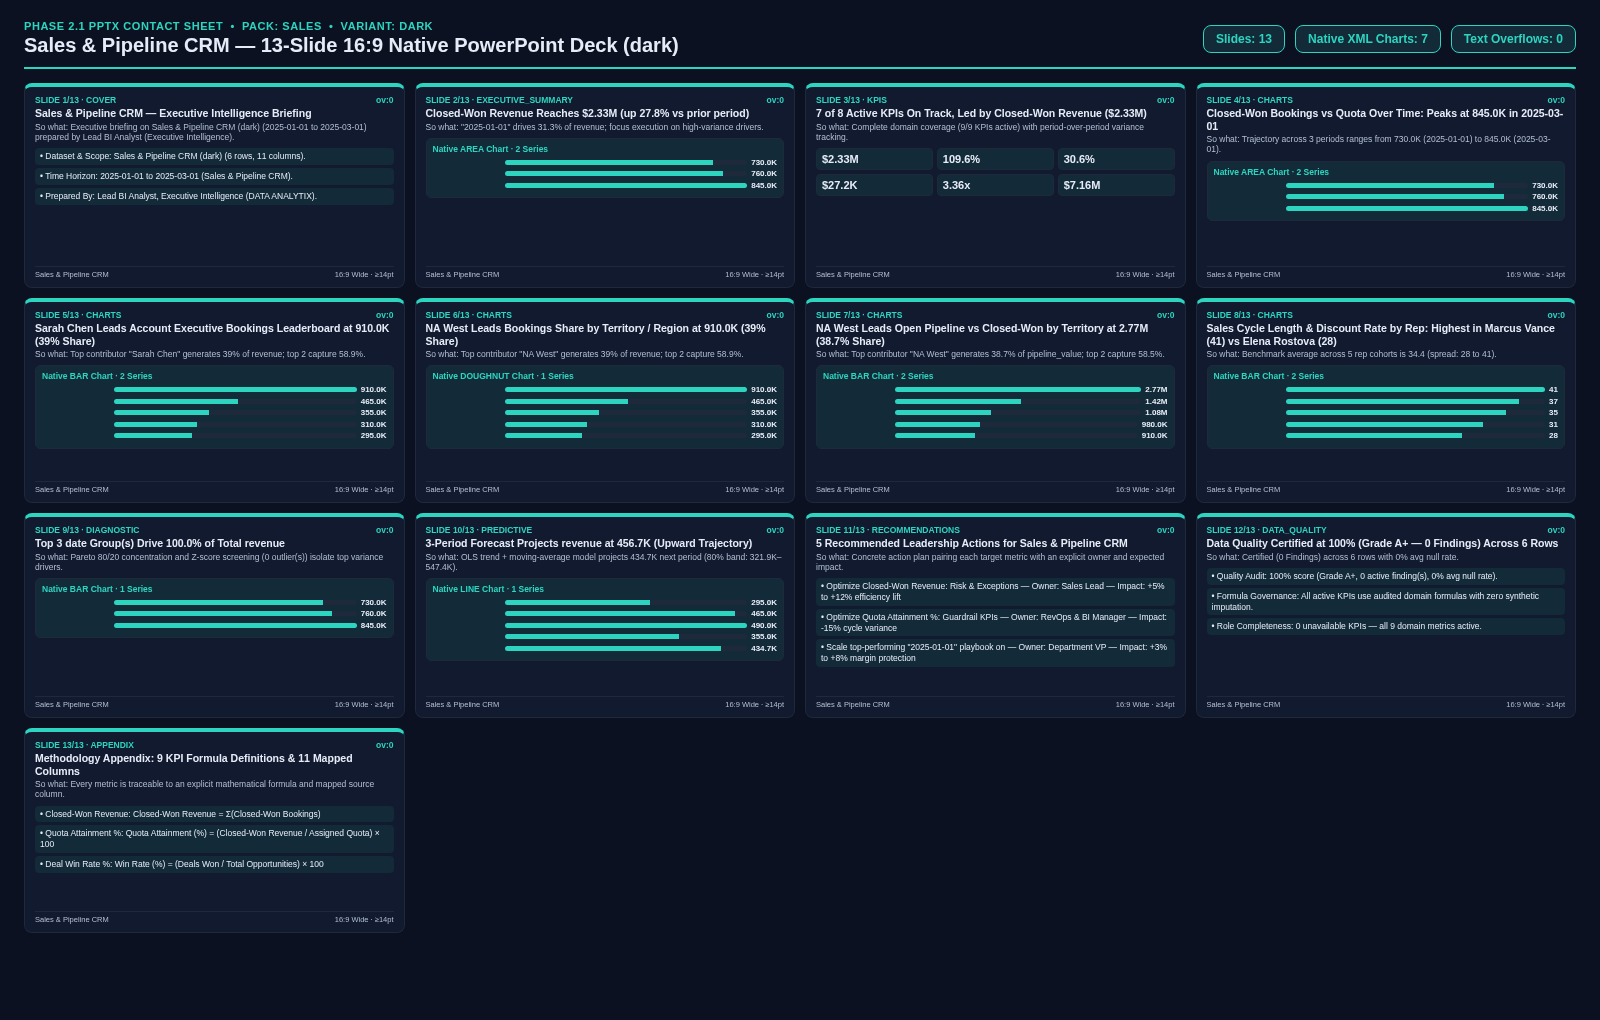 PHASE 2.1 PPTX CONTACT SHEET • PACK: SALES • VARIANT: DARK
Sales & Pipeline CRM — 13-Slide 16:9 Native PowerPoint Deck (dark)
Slides: 13
Native XML Charts: 7
Text Overflows: 0
SLIDE 1/13 · COVER
ov:0
Sales & Pipeline CRM — Executive Intelligence Briefing
So what: Executive briefing on Sales & Pipeline CRM (dark) (2025-01-01 to 2025-03-01)
prepared by Lead BI Analyst (Executive Intelligence).
• Dataset & Scope: Sales & Pipeline CRM (dark) (6 rows, 11 columns).
• Time Horizon: 2025-01-01 to 2025-03-01 (Sales & Pipeline CRM).
• Prepared By: Lead BI Analyst, Executive Intelligence (DATA ANALYTIX).
Sales & Pipeline CRM
16:9 Wide · ≥14pt
SLIDE 2/13 · EXECUTIVE_SUMMARY
ov:0
Closed-Won Revenue Reaches $2.33M (up 27.8% vs prior period)
So what: "2025-01-01" drives 31.3% of revenue; focus execution on high-variance drivers.
Native AREA Chart · 2 Series
730.0K
760.0K
845.0K
Sales & Pipeline CRM
16:9 Wide · ≥14pt
SLIDE 3/13 · KPIS
ov:0
7 of 8 Active KPIs On Track, Led by Closed-Won Revenue ($2.33M)
So what: Complete domain coverage (9/9 KPIs active) with period-over-period variance
tracking.
$2.33M
109.6%
30.6%
$27.2K
3.36x
$7.16M
Sales & Pipeline CRM
16:9 Wide · ≥14pt
SLIDE 4/13 · CHARTS
ov:0
Closed-Won Bookings vs Quota Over Time: Peaks at 845.0K in 2025-03-
01
So what: Trajectory across 3 periods ranges from 730.0K (2025-01-01) to 845.0K (2025-03-
01).
Native AREA Chart · 2 Series
730.0K
760.0K
845.0K
Sales & Pipeline CRM
16:9 Wide · ≥14pt
SLIDE 5/13 · CHARTS
ov:0
Sarah Chen Leads Account Executive Bookings Leaderboard at 910.0K
(39% Share)
So what: Top contributor "Sarah Chen" generates 39% of revenue; top 2 capture 58.9%.
Native BAR Chart · 2 Series
910.0K
465.0K
355.0K
310.0K
295.0K
Sales & Pipeline CRM
16:9 Wide · ≥14pt
SLIDE 6/13 · CHARTS
ov:0
NA West Leads Bookings Share by Territory / Region at 910.0K (39%
Share)
So what: Top contributor "NA West" generates 39% of revenue; top 2 capture 58.9%.
Native DOUGHNUT Chart · 1 Series
910.0K
465.0K
355.0K
310.0K
295.0K
Sales & Pipeline CRM
16:9 Wide · ≥14pt
SLIDE 7/13 · CHARTS
ov:0
NA West Leads Open Pipeline vs Closed-Won by Territory at 2.77M
(38.7% Share)
So what: Top contributor "NA West" generates 38.7% of pipeline_value; top 2 capture 58.5%.
Native BAR Chart · 2 Series
2.77M
1.42M
1.08M
980.0K
910.0K
Sales & Pipeline CRM
16:9 Wide · ≥14pt
SLIDE 8/13 · CHARTS
ov:0
Sales Cycle Length & Discount Rate by Rep: Highest in Marcus Vance
(41) vs Elena Rostova (28)
So what: Benchmark average across 5 rep cohorts is 34.4 (spread: 28 to 41).
Native BAR Chart · 2 Series
41
37
35
31
28
Sales & Pipeline CRM
16:9 Wide · ≥14pt
SLIDE 9/13 · DIAGNOSTIC
ov:0
Top 3 date Group(s) Drive 100.0% of Total revenue
So what: Pareto 80/20 concentration and Z-score screening (0 outlier(s)) isolate top variance
drivers.
Native BAR Chart · 1 Series
730.0K
760.0K
845.0K
Sales & Pipeline CRM
16:9 Wide · ≥14pt
SLIDE 10/13 · PREDICTIVE
ov:0
3-Period Forecast Projects revenue at 456.7K (Upward Trajectory)
So what: OLS trend + moving-average model projects 434.7K next period (80% band: 321.9K–
547.4K).
Native LINE Chart · 1 Series
295.0K
465.0K
490.0K
355.0K
434.7K
Sales & Pipeline CRM
16:9 Wide · ≥14pt
SLIDE 11/13 · RECOMMENDATIONS
ov:0
5 Recommended Leadership Actions for Sales & Pipeline CRM
So what: Concrete action plan pairing each target metric with an explicit owner and expected
impact.
• Optimize Closed-Won Revenue: Risk & Exceptions — Owner: Sales Lead — Impact: +5%
to +12% efficiency lift
• Optimize Quota Attainment %: Guardrail KPIs — Owner: RevOps & BI Manager — Impact:
-15% cycle variance
• Scale top-performing "2025-01-01" playbook on — Owner: Department VP — Impact: +3%
to +8% margin protection
Sales & Pipeline CRM
16:9 Wide · ≥14pt
SLIDE 12/13 · DATA_QUALITY
ov:0
Data Quality Certified at 100% (Grade A+ — 0 Findings) Across 6 Rows
So what: Certified (0 Findings) across 6 rows with 0% avg null rate.
• Quality Audit: 100% score (Grade A+, 0 active finding(s), 0% avg null rate).
• Formula Governance: All active KPIs use audited domain formulas with zero synthetic
imputation.
• Role Completeness: 0 unavailable KPIs — all 9 domain metrics active.
Sales & Pipeline CRM
16:9 Wide · ≥14pt
SLIDE 13/13 · APPENDIX
ov:0
Methodology Appendix: 9 KPI Formula Definitions & 11 Mapped
Columns
So what: Every metric is traceable to an explicit mathematical formula and mapped source
column.
• Closed-Won Revenue: Closed-Won Revenue = Σ(Closed-Won Bookings)
• Quota Attainment %: Quota Attainment (%) = (Closed-Won Revenue / Assigned Quota) ×
100
• Deal Win Rate %: Win Rate (%) = (Deals Won / Total Opportunities) × 100
Sales & Pipeline CRM
16:9 Wide · ≥14pt